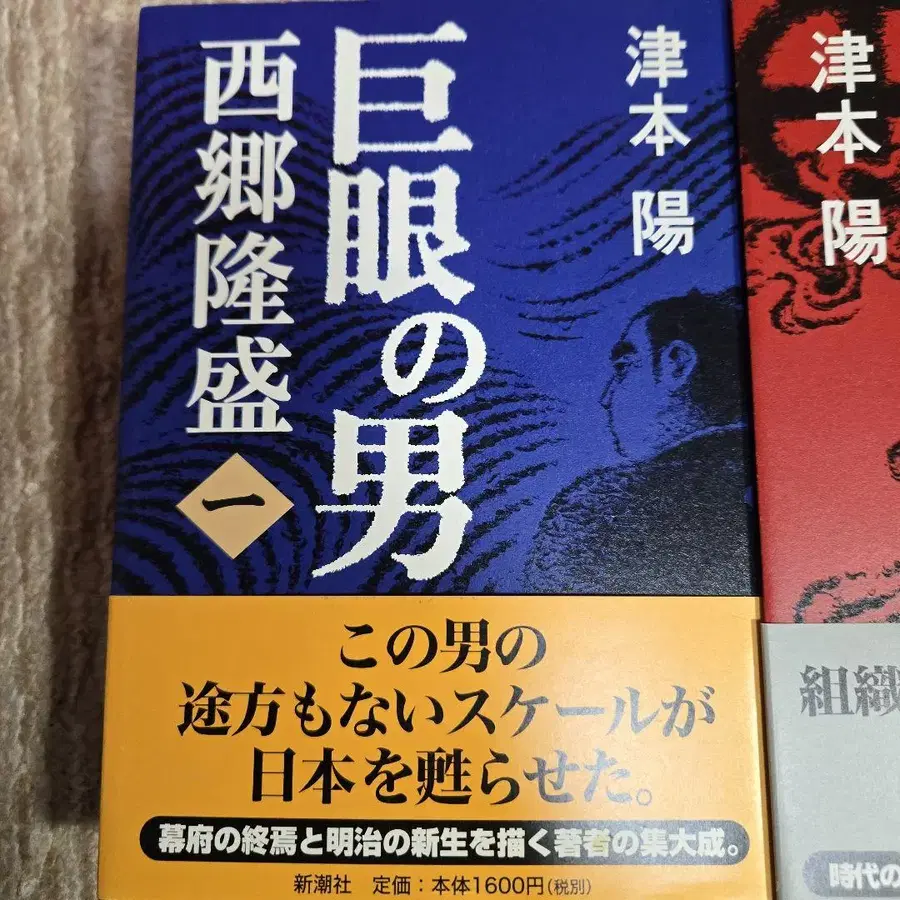 巨眼の男
西郷隆盛
一
津本 陽
この男の
途方もないスケールが
日本を甦らせた。
幕府の終焉と明治の新生を描く著者の集大成。
新潮社 定価：本体1600円（税別）
津本 陽
組織
時代の